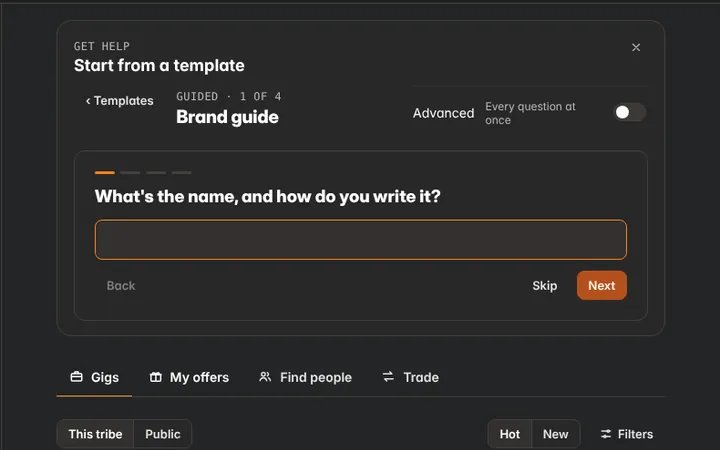 GET HELP
Start from a template
‹ Templates
GUIDED · 1 OF 4
Brand guide
Advanced
Every question at
once
What's the name, and how do you write it?
Back
Skip
Next
Gigs
My offers
Find people
Trade
This tribe
Public
Hot
New
Filters